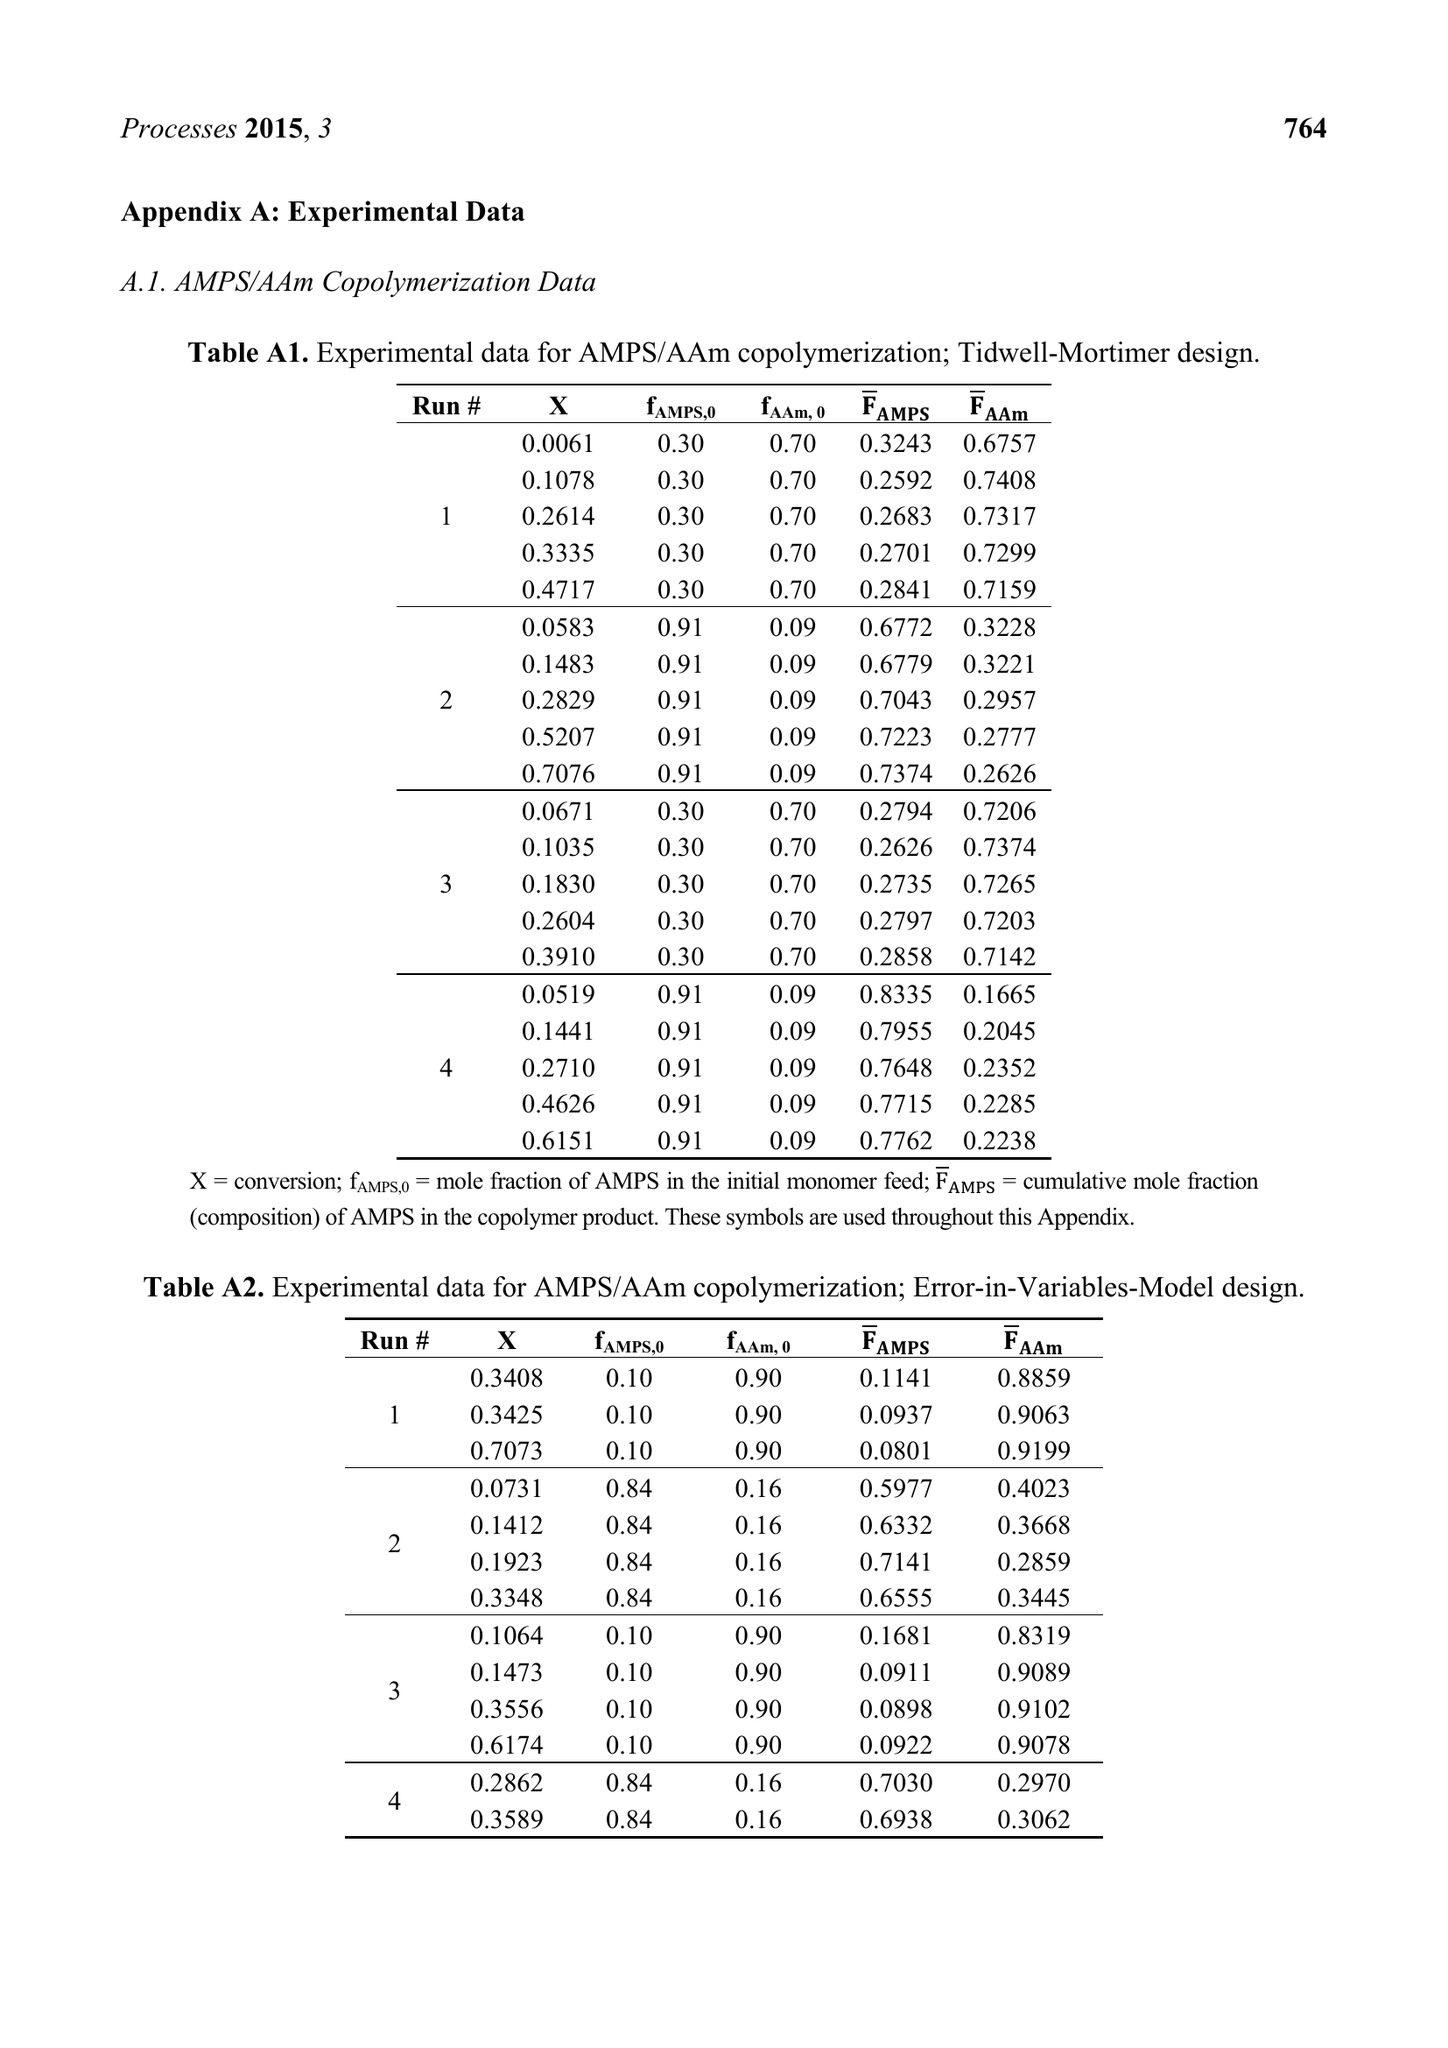 Processes 2015, 3 764
Appendix A: Experimental Data
A.1. AMPS/AAm Copolymerization Data
Table A1. Experimental data for AMPS/AAm copolymerization; Tidwell-Mortimer design.
Run # X fAMPS,0 fAAm, 0 F̅AMPS F̅AAm
0.0061 0.30 0.70 0.3243 0.6757
0.1078 0.30 0.70 0.2592 0.7408
1 0.2614 0.30 0.70 0.2683 0.7317
0.3335 0.30 0.70 0.2701 0.7299
0.4717 0.30 0.70 0.2841 0.7159
0.0583 0.91 0.09 0.6772 0.3228
0.1483 0.91 0.09 0.6779 0.3221
2 0.2829 0.91 0.09 0.7043 0.2957
0.5207 0.91 0.09 0.7223 0.2777
0.7076 0.91 0.09 0.7374 0.2626
0.0671 0.30 0.70 0.2794 0.7206
0.1035 0.30 0.70 0.2626 0.7374
3 0.1830 0.30 0.70 0.2735 0.7265
0.2604 0.30 0.70 0.2797 0.7203
0.3910 0.30 0.70 0.2858 0.7142
0.0519 0.91 0.09 0.8335 0.1665
0.1441 0.91 0.09 0.7955 0.2045
4 0.2710 0.91 0.09 0.7648 0.2352
0.4626 0.91 0.09 0.7715 0.2285
0.6151 0.91 0.09 0.7762 0.2238
X = conversion; fAMPS,0 = mole fraction of AMPS in the initial monomer feed; F̅AMPS = cumulative mole fraction
(composition) of AMPS in the copolymer product. These symbols are used throughout this Appendix.
Table A2. Experimental data for AMPS/AAm copolymerization; Error-in-Variables-Model design.
Run # X fAMPS,0 fAAm, 0 F̅AMPS F̅AAm
0.3408 0.10 0.90 0.1141 0.8859
1 0.3425 0.10 0.90 0.0937 0.9063
0.7073 0.10 0.90 0.0801 0.9199
0.0731 0.84 0.16 0.5977 0.4023
0.1412 0.84 0.16 0.6332 0.3668
2
0.1923 0.84 0.16 0.7141 0.2859
0.3348 0.84 0.16 0.6555 0.3445
0.1064 0.10 0.90 0.1681 0.8319
0.1473 0.10 0.90 0.0911 0.9089
3
0.3556 0.10 0.90 0.0898 0.9102
0.6174 0.10 0.90 0.0922 0.9078
0.2862 0.84 0.16 0.7030 0.2970
4
0.3589 0.84 0.16 0.6938 0.3062